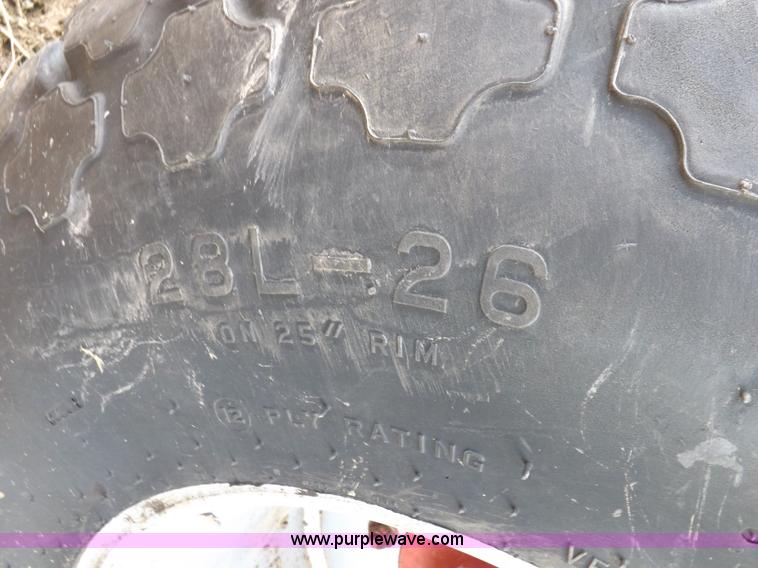 28L-26
ON 25" RIM
12 PLY RATING
www.purplewave.com